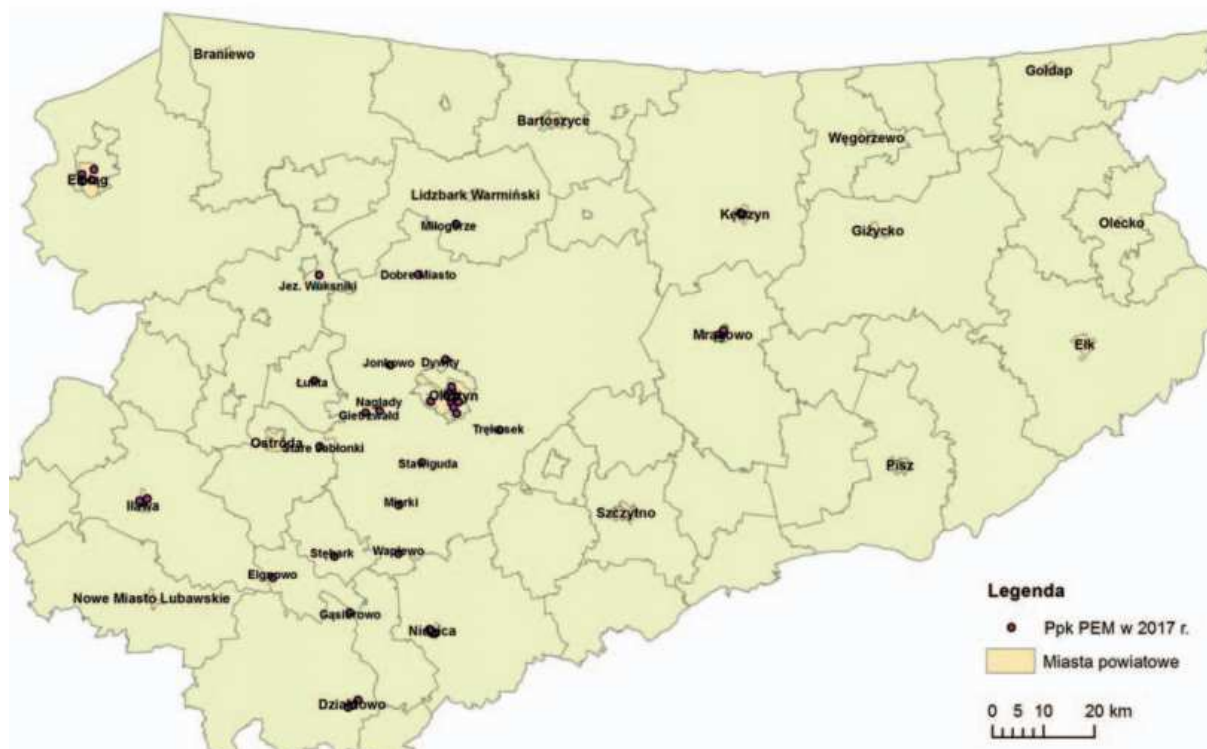 Braniewo
Gołdap
Bartoszyce
Węgorzewo
Elbląg
Lidzbark Warmiński
Miłogórze
Kętrzyn
Giżycko
Olecko
Dobre Miasto
Jez. Wuksniki
Mrągowo
Ełk
Jonkowo
Dywity
Łukta
Olsztyn
Naglady
Gietrzwałd
Trękusek
Ostróda
Stare Jabłonki
Stawiguda
Pisz
Iława
Mierki
Szczytno
Stębark
Waplewo
Elgnowo
Nowe Miasto Lubawskie
Gąsiorowo
Nidzica
Działdowo
Legenda
Ppk PEM w 2017 r.
Miasta powiatowe
0 5 10 20 km